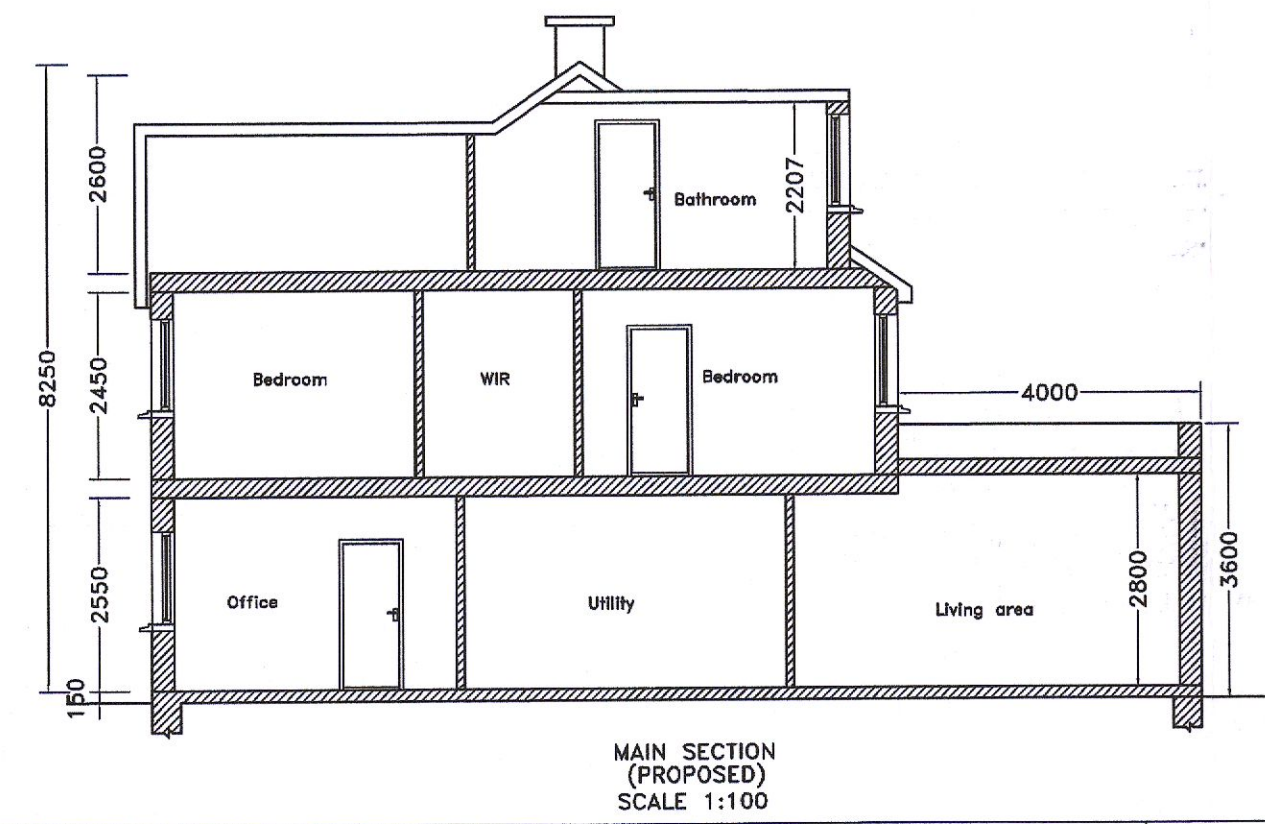 2600
2207
Bathroom
8250
2450
Bedroom
WIR
Bedroom
4000
2550
Office
Utility
Living area
2800
3600
150
MAIN SECTION
(PROPOSED)
SCALE 1:100